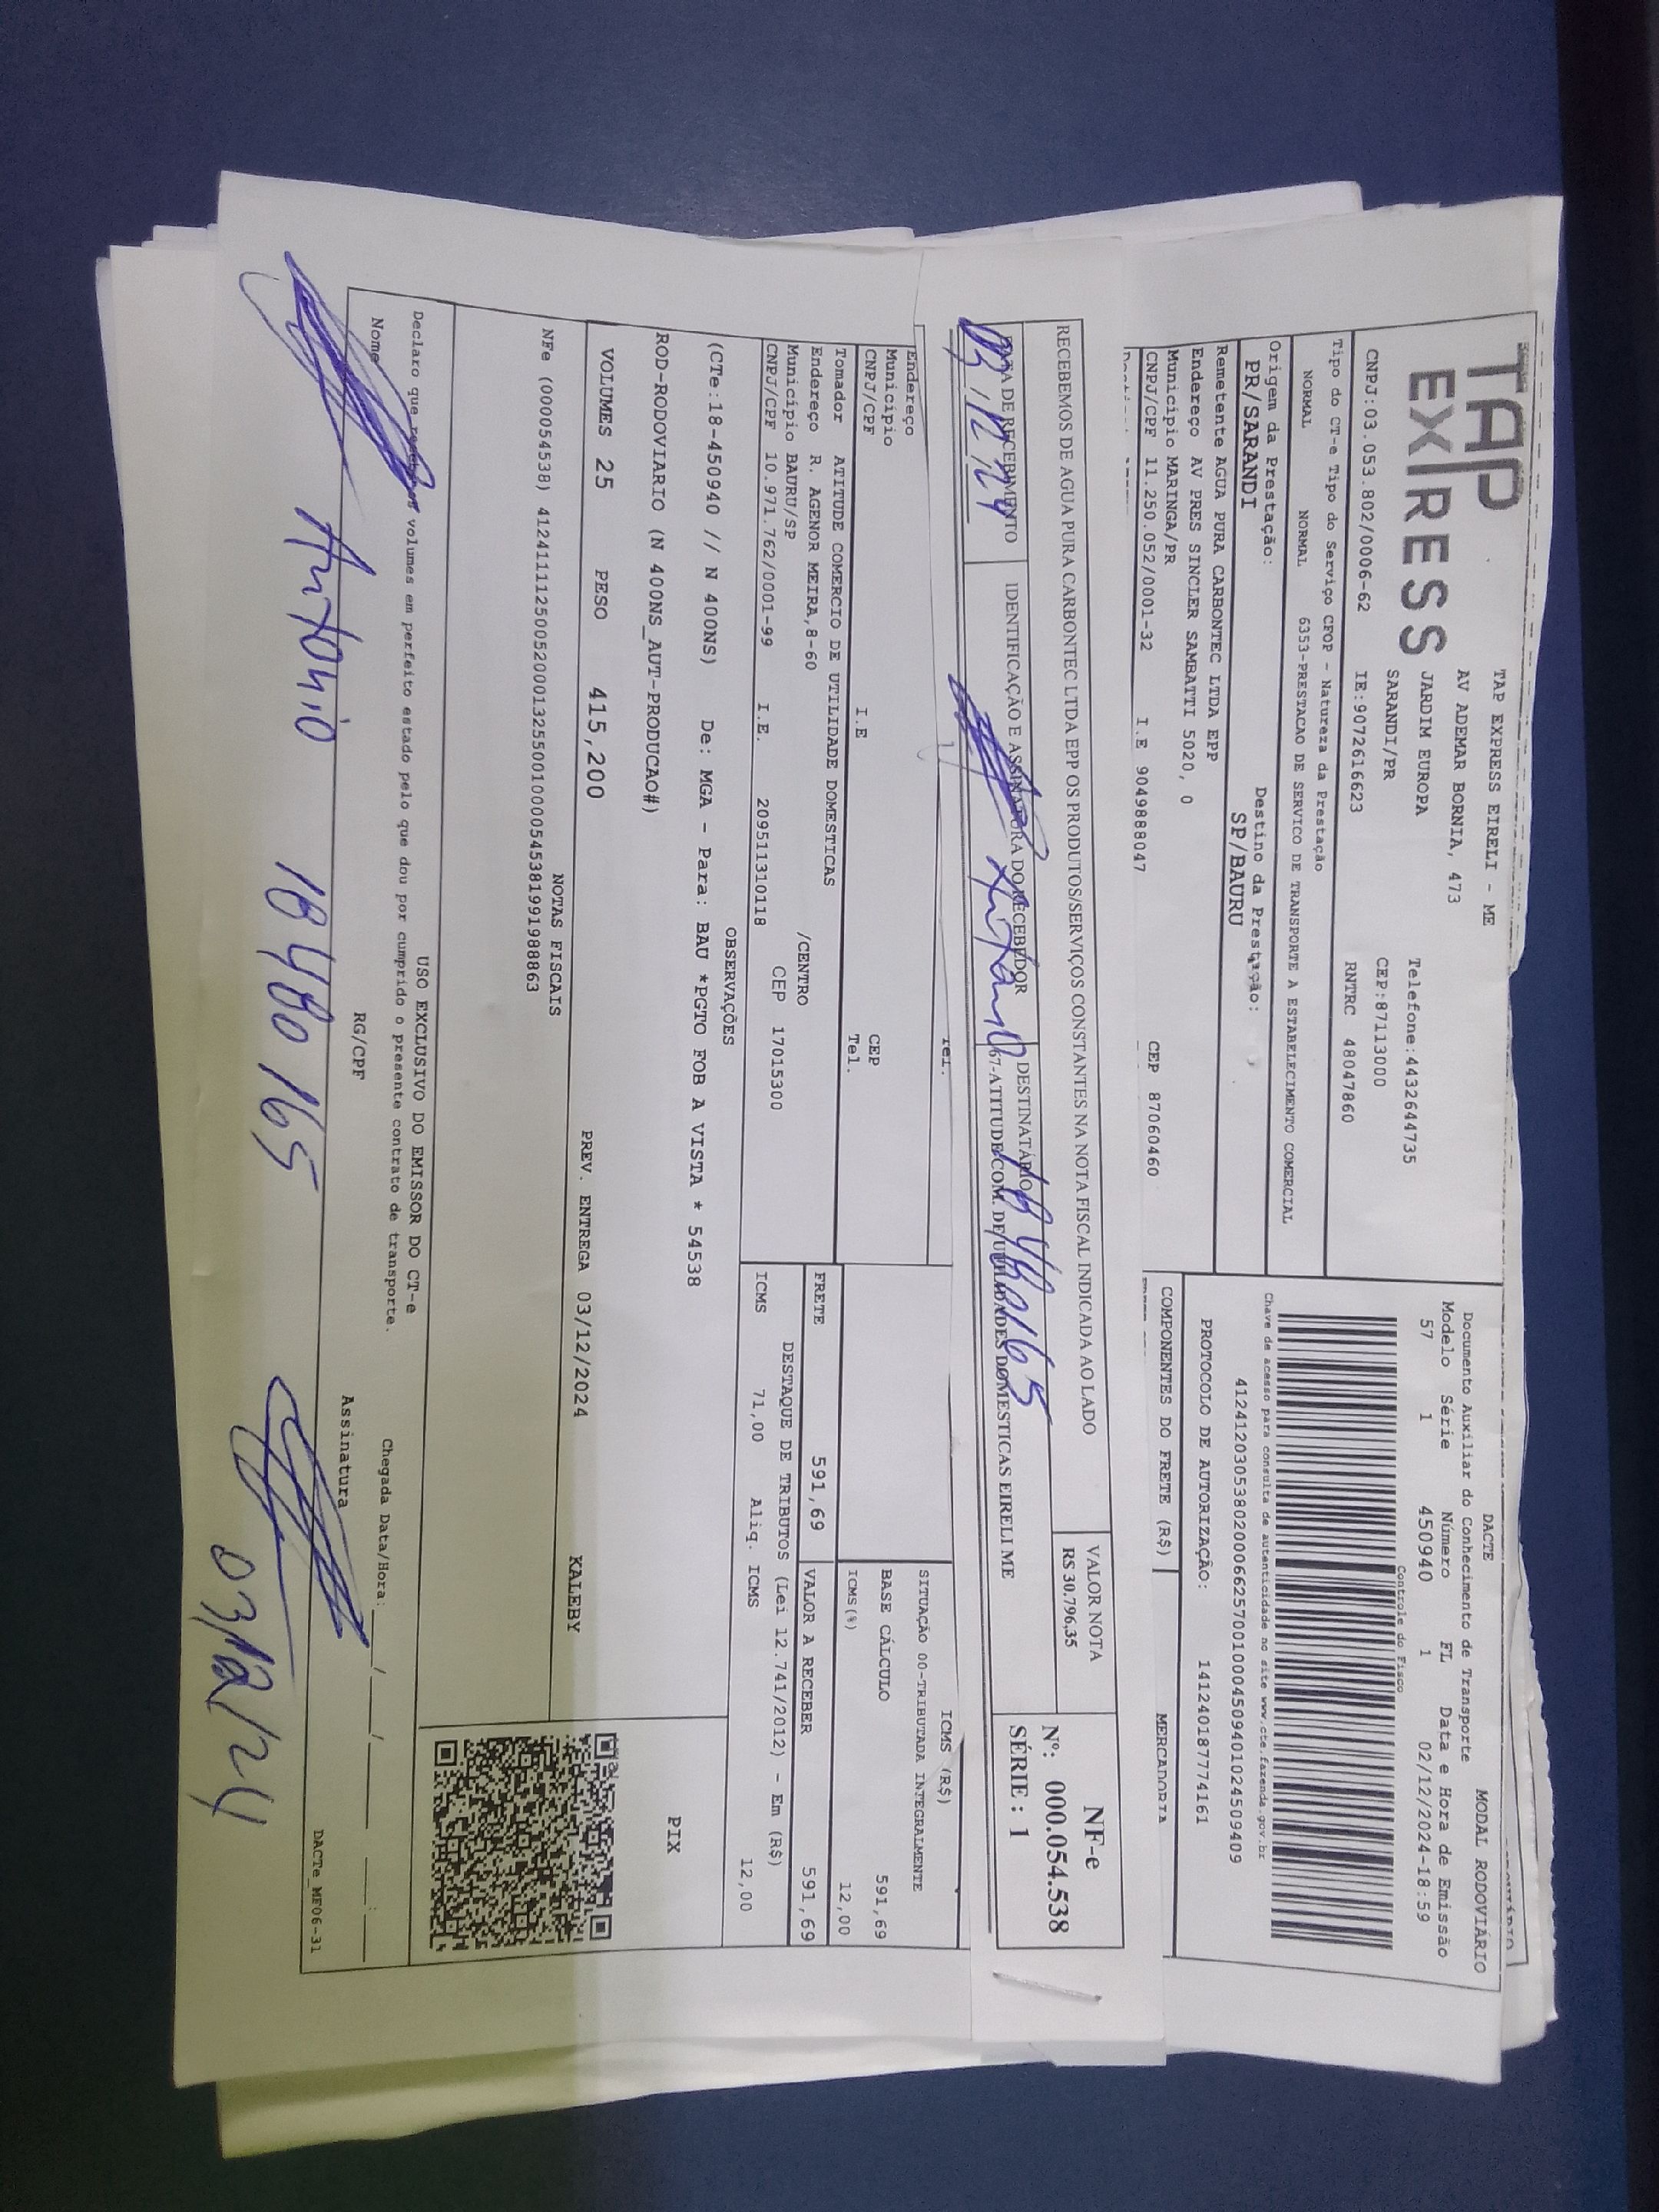 TAP
EXPRESS
TAP EXPRESS EIRELI - ME
AV ADEMAR BORNIA, 473
JARDIM EUROPA
SARANDI/PR
Telefone:4432644735
CEP:87113000
CNPJ:03.053.802/0006-62 IE:9072616623 RNTRC 48047860
Tipo do CT-e Tipo do Serviço CFOP - Natureza da Prestação
NORMAL NORMAL 6353-PRESTACAO DE SERVICO DE TRANSPORTE A ESTABELECIMENTO COMERCIAL
Origem da Prestação: Destino da Prestação:
PR/SARANDI SP/BAURU
Remetente AGUA PURA CARBONTEC LTDA EPP
Endereço AV PRES SINCLER SAMBATTI 5020, 0
Município MARINGA/PR CEP 87060460
CNPJ/CPF 11.250.052/0001-32 I.E 9049888047
DACTE MODAL RODOVIÁRIO
Documento Auxiliar do Conhecimento de Transporte
Modelo Série Número FL Data e Hora de Emissão
57 1 450940 1 02/12/2024-18:59
Controle do Fisco
Chave de acesso para consulta de autenticidade no site www.cte.fazenda.gov.br
41241203053802000662570010004509401024509409
PROTOCOLO DE AUTORIZAÇÃO: 141240187774161
COMPONENTES DO FRETE (R$) MERCADORIA
RECEBEMOS DE AGUA PURA CARBONTEC LTDA EPP OS PRODUTOS/SERVIÇOS CONSTANTES NA NOTA FISCAL INDICADA AO LADO
VALOR NOTA
R$ 30.796,35
NF-e
Nº: 000.054.538
SÉRIE : 1
DATA DE RECEBIMENTO IDENTIFICAÇÃO E ASSINATURA DO RECEBEDOR DESTINATÁRIO
67-ATITUDE COM. DE UTILIDADES DOMESTICAS EIRELI ME
03/12/24 Antonio 18480165
Tel.
Endereço
Município CEP
CNPJ/CPF I.E Tel.
Tomador ATITUDE COMERCIO DE UTILIDADE DOMESTICAS
Endereço R. AGENOR MEIRA,8-60 /CENTRO
Município BAURU/SP CEP 17015300
CNPJ/CPF 10.971.762/0001-99 I.E. 209511310118
ICMS (R$)
SITUAÇÃO 00-TRIBUTADA INTEGRALMENTE
BASE CÁLCULO 591,69
ICMS(%) 12,00
FRETE 591,69 VALOR A RECEBER 591,69
DESTAQUE DE TRIBUTOS (Lei 12.741/2012) - Em (R$)
ICMS 71,00 Aliq. ICMS 12,00
OBSERVAÇÕES
(CTe:18-450940 // N 400NS) De: MGA - Para: BAU *PGTO FOB A VISTA * 54538
ROD-RODOVIARIO (N 400NS_AUT-PRODUCAO#)
PIX
VOLUMES 25 PESO 415,200 PREV. ENTREGA 03/12/2024 KALEBY
NOTAS FISCAIS
NFe (000054538) 41241111250052000132550010000545381991988863
USO EXCLUSIVO DO EMISSOR DO CT-e
Declaro que recebemos volumes em perfeito estado pelo que dou por cumprido o presente contrato de transporte.
Chegada Data/Hora: / / :
Nome RG/CPF Assinatura
DACTe_MF06-31
Antonio 18480165 03/12/24